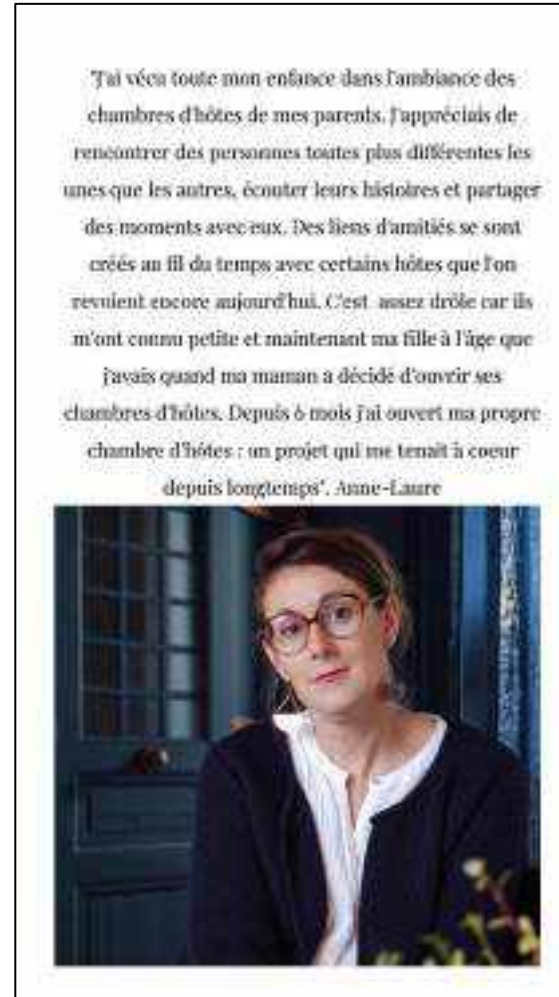 "J'ai vécu toute mon enfance dans l'ambiance des
chambres d'hôtes de mes parents. J'appréciais de
rencontrer des personnes toutes plus différentes les
unes que les autres, écouter leurs histoires et partager
des moments avec eux. Des liens d'amitiés se sont
créés au fil du temps avec certains hôtes que l'on
revoient encore aujourd'hui. C'est assez drôle car ils
m'ont connu petite et maintenant ma fille à l'âge que
j'avais quand ma maman a décidé d'ouvrir ses
chambres d'hôtes. Depuis 6 mois j'ai ouvert ma propre
chambre d'hôtes : un projet qui me tenait à coeur
depuis longtemps". Anne-Laure